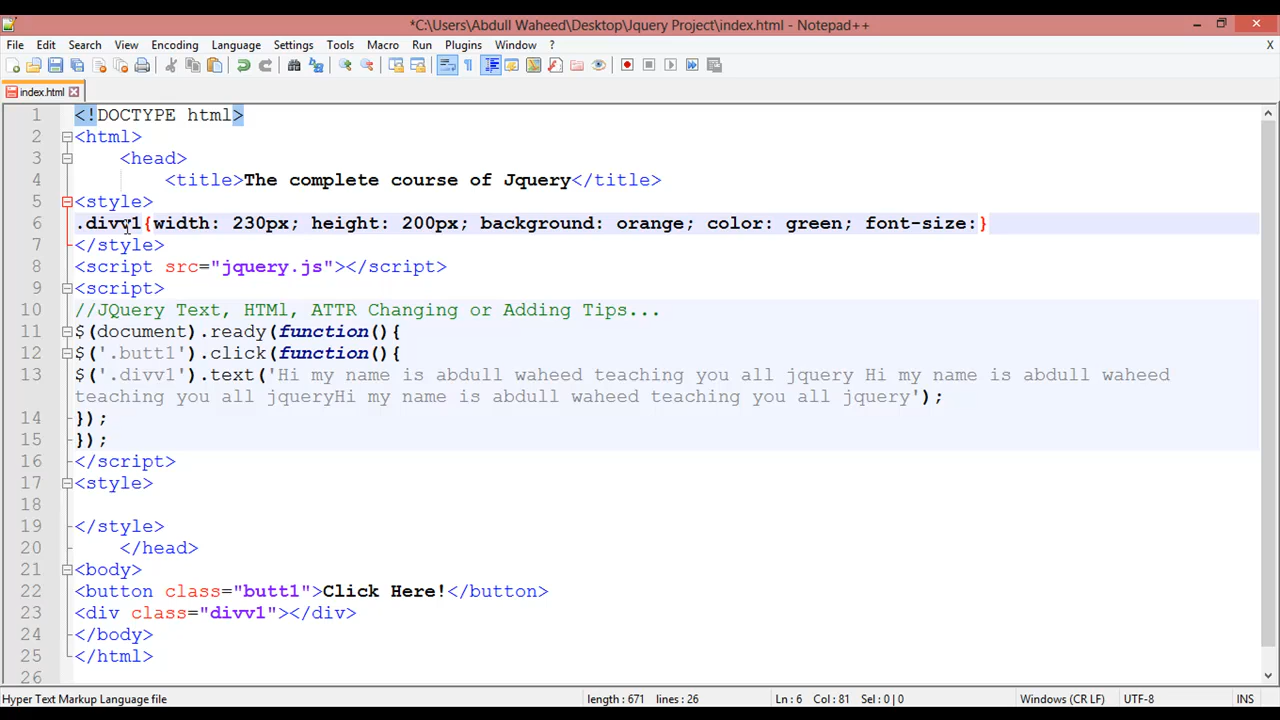 *C:\Users\Abdull Waheed\Desktop\Jquery Project\index.html - Notepad++
File Edit Search View Encoding Language Settings Tools Macro Run Plugins Window ? X
index.html
1 <!DOCTYPE html>
2 <html>
3 <head>
4 <title>The complete course of Jquery</title>
5 <style>
6 .divv1{width: 230px; height: 200px; background: orange; color: green; font-size:}
7 </style>
8 <script src="jquery.js"></script>
9 <script>
10 //JQuery Text, HTMl, ATTR Changing or Adding Tips...
11 $(document).ready(function(){
12 $('.butt1').click(function(){
13 $('.divv1').text('Hi my name is abdull waheed teaching you all jquery Hi my name is abdull waheed
teaching you all jqueryHi my name is abdull waheed teaching you all jquery');
14 });
15 });
16 </script>
17 <style>
18
19 </style>
20 </head>
21 <body>
22 <button class="butt1">Click Here!</button>
23 <div class="divv1"></div>
24 </body>
25 </html>
26
Hyper Text Markup Language file length : 671 lines : 26 Ln : 6 Col : 81 Sel : 0 | 0 Windows (CR LF) UTF-8 INS